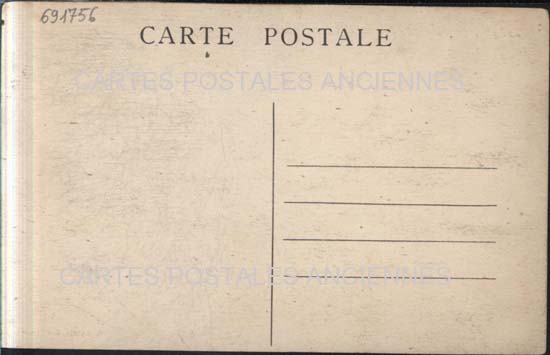 691756
CARTE POSTALE
CARTES POSTALES ANCIENNES
CARTES POSTALES ANCIENNES